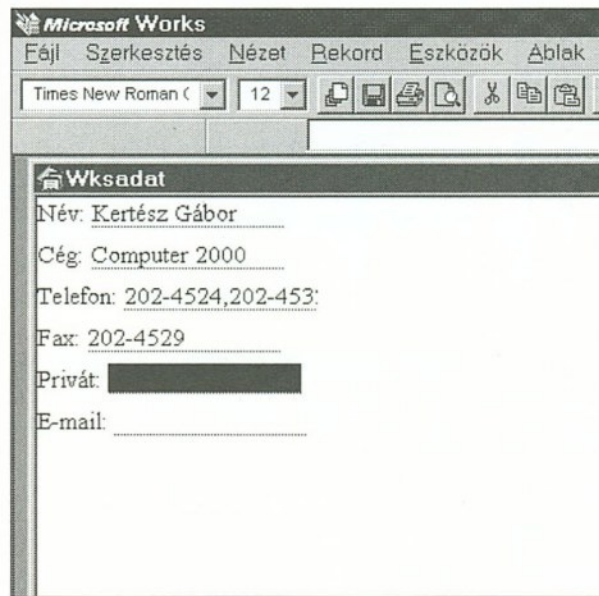 Microsoft Works
Fájl Szerkesztés Nézet Rekord Eszközök Ablak
Times New Roman ( 12
Wksadat
Név: Kertész Gábor
Cég: Computer 2000
Telefon: 202-4524,202-453
Fax: 202-4529
Privát:
E-mail: